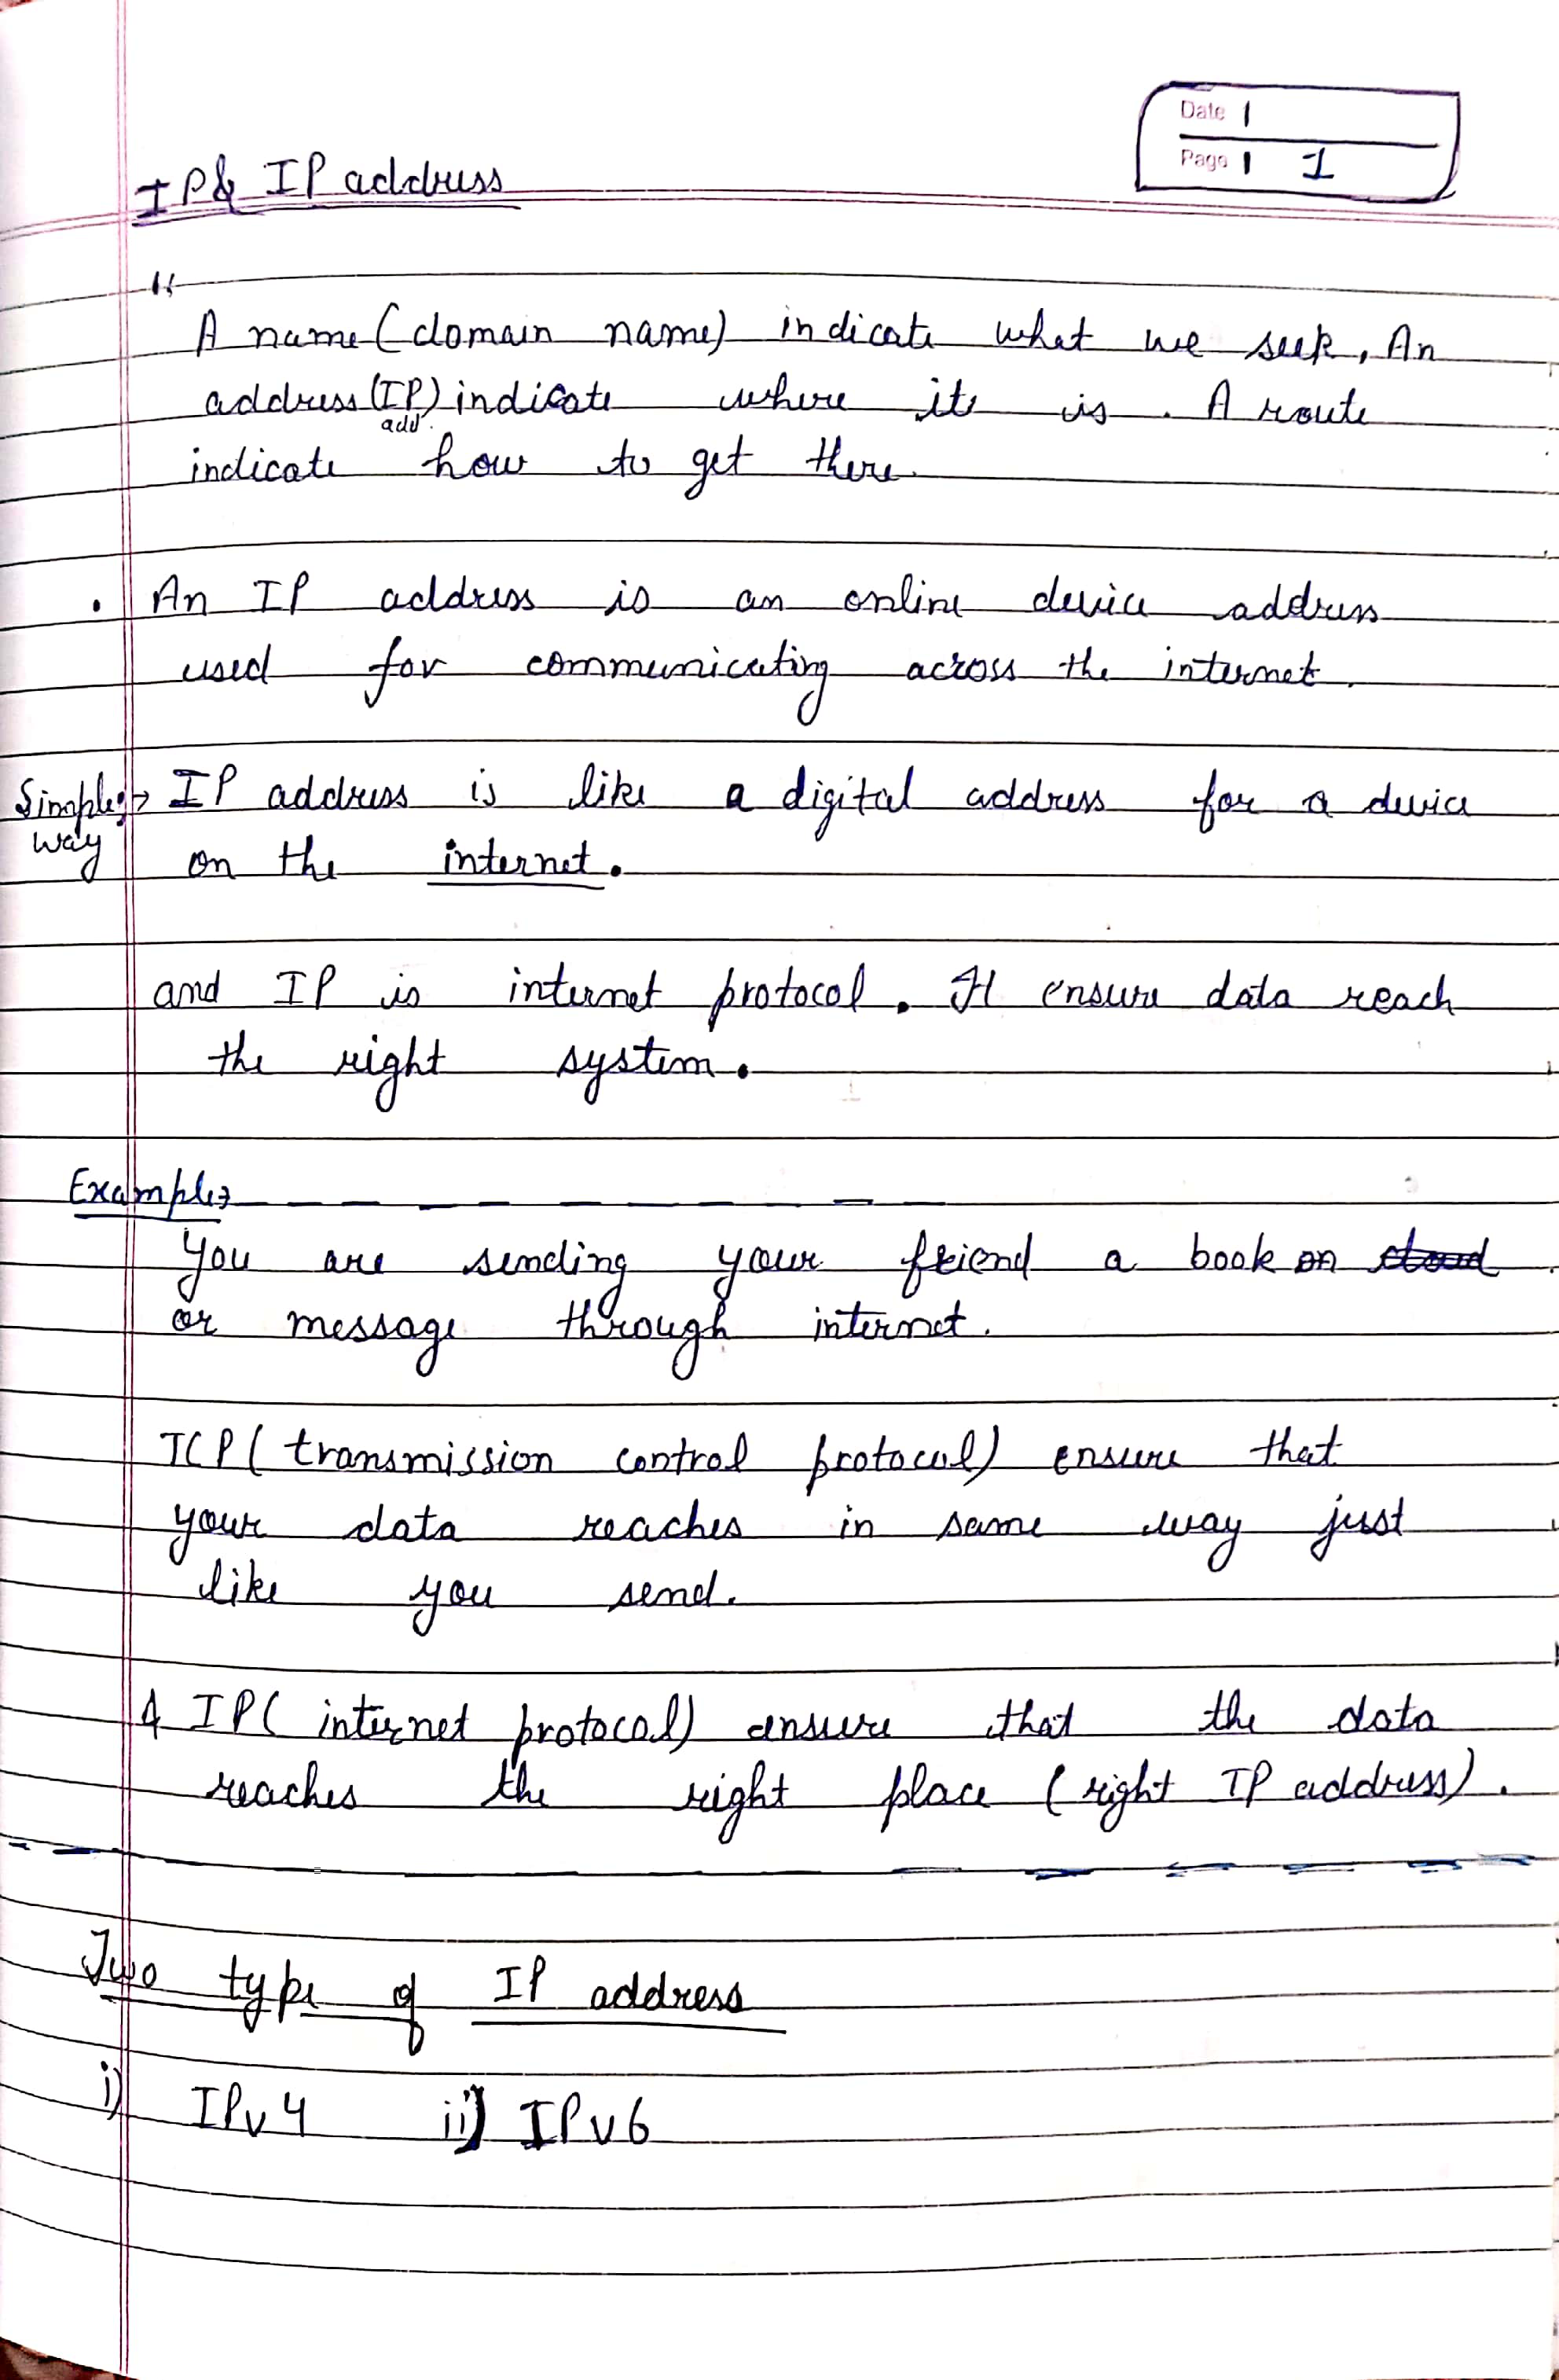 Date
Page 1
IP & IP address
"
A name (domain name) indicate what we seek, An
address (IP) indicate where its is. A route
add.
indicate how to get there.
• An IP address is an online device address
used for communicating across the internet.
Simple → IP address is like a digital address for a device
way on the internet.
and IP is internet protocol. It ensure data reach
the right system.
Example →
You are sending your friend a book on cloud
or message through internet.
TCP ( transmission control protocol) ensure that
your data reaches in same way just
like you send.
& IP ( internet protocol) ensure that the data
reaches the right place ( right IP address).
Two type of IP address
i) IPv4 ii) IPv6